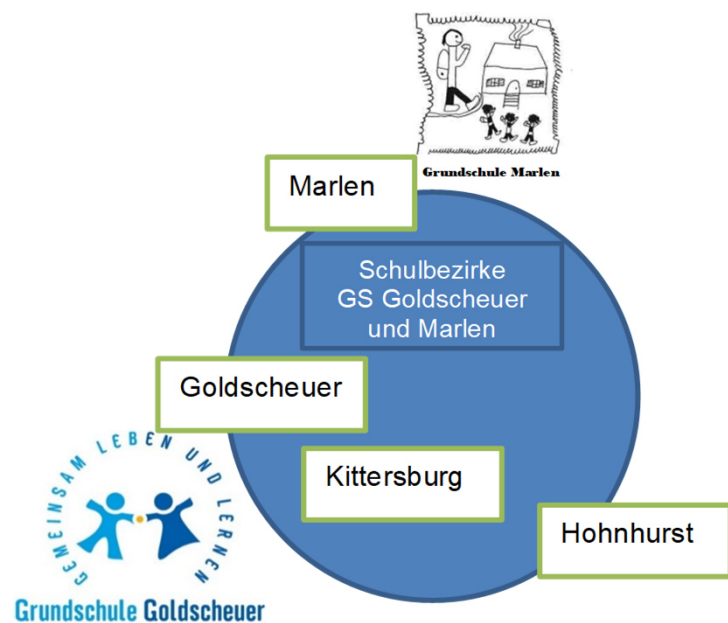 Grundschule Marlen
Marlen
Schulbezirke
GS Goldscheuer
und Marlen
Goldscheuer
Kittersburg
Hohnhurst
GEMEINSAM LEBEN UND LERNEN
Grundschule Goldscheuer